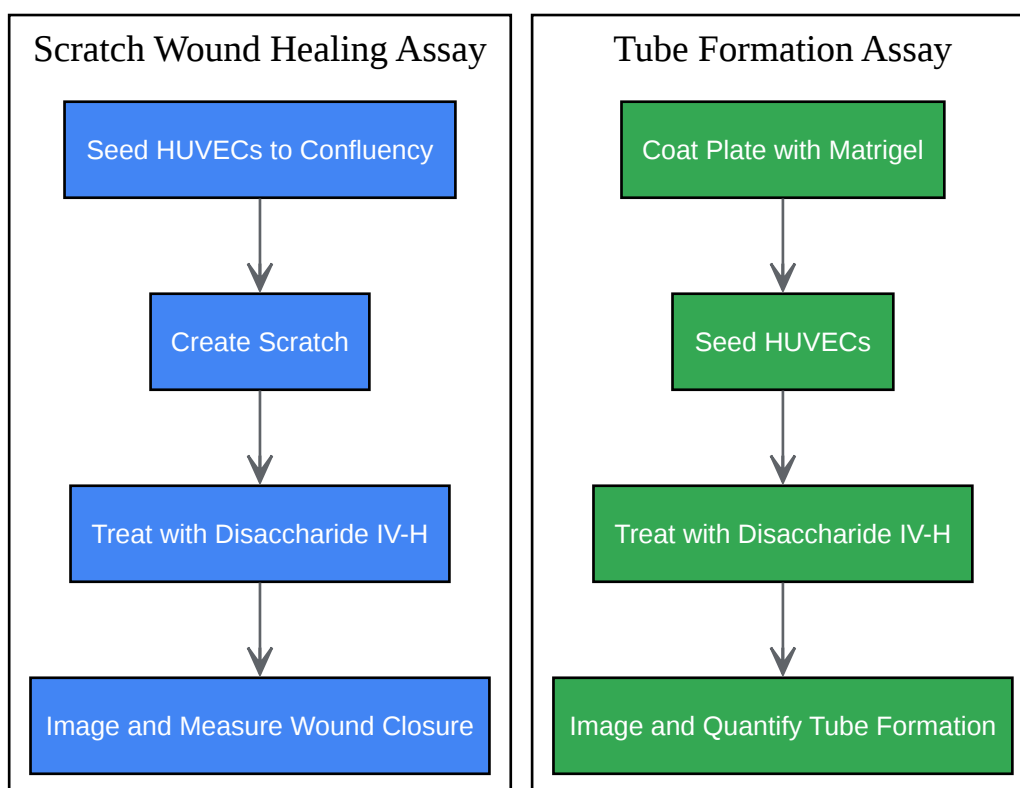 Scratch Wound Healing Assay
Seed HUVECs to Confluency
Create Scratch
Treat with Disaccharide IV-H
Image and Measure Wound Closure
Tube Formation Assay
Coat Plate with Matrigel
Seed HUVECs
Treat with Disaccharide IV-H
Image and Quantify Tube Formation